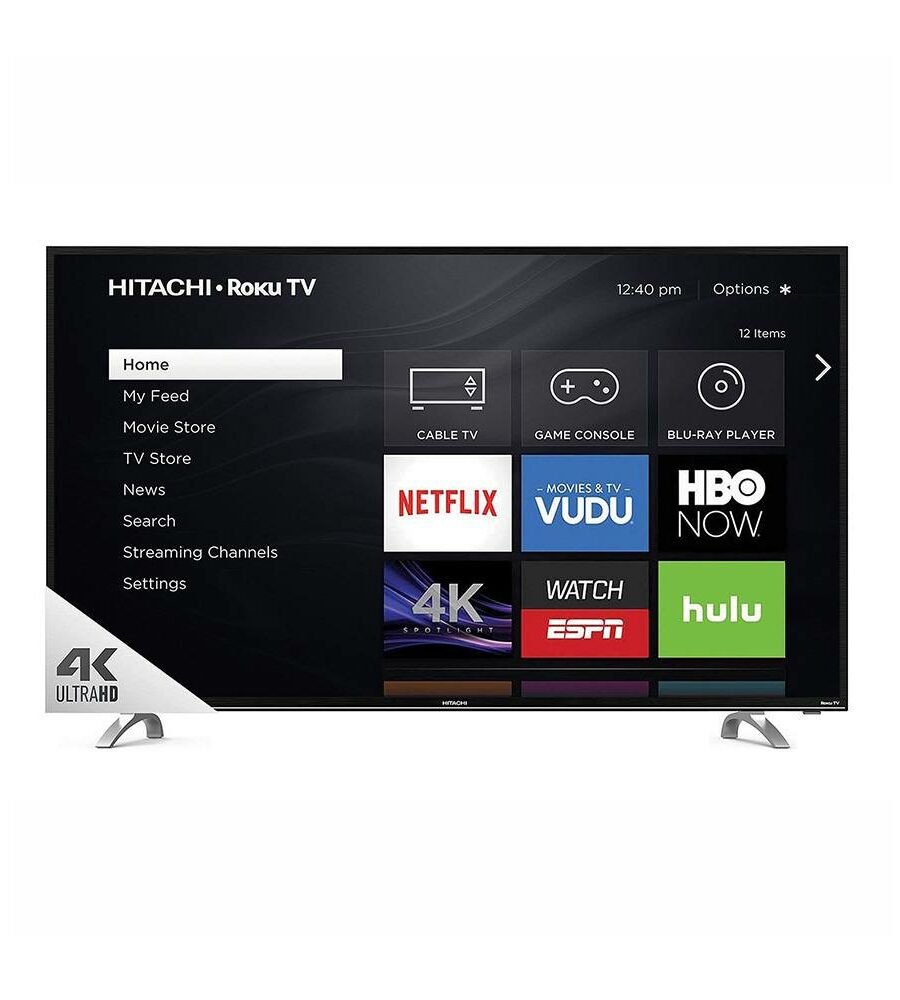 HITACHI • Roku TV
12:40 pm
Options *
12 Items
Home
My Feed
Movie Store
TV Store
News
Search
Streaming Channels
Settings
CABLE TV
GAME CONSOLE
BLU-RAY PLAYER
NETFLIX
– MOVIES & TV –
VUDU
HBO
NOW
4K
SPOTLIGHT
WATCH
ESPN
hulu
4K
ULTRAHD
HITACHI
Roku TV